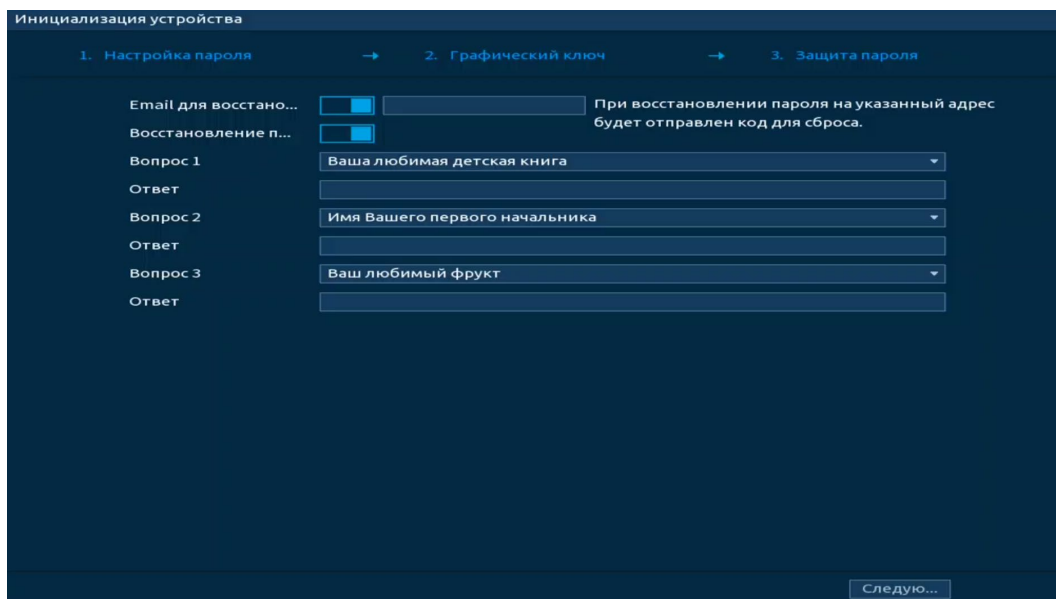 Инициализация устройства
1. Настройка пароля → 2. Графический ключ → 3. Защита пароля
Email для восстано... При восстановлении пароля на указанный адрес
будет отправлен код для сброса.
Восстановление п...
Вопрос 1 Ваша любимая детская книга
Ответ
Вопрос 2 Имя Вашего первого начальника
Ответ
Вопрос 3 Ваш любимый фрукт
Ответ
Следую...